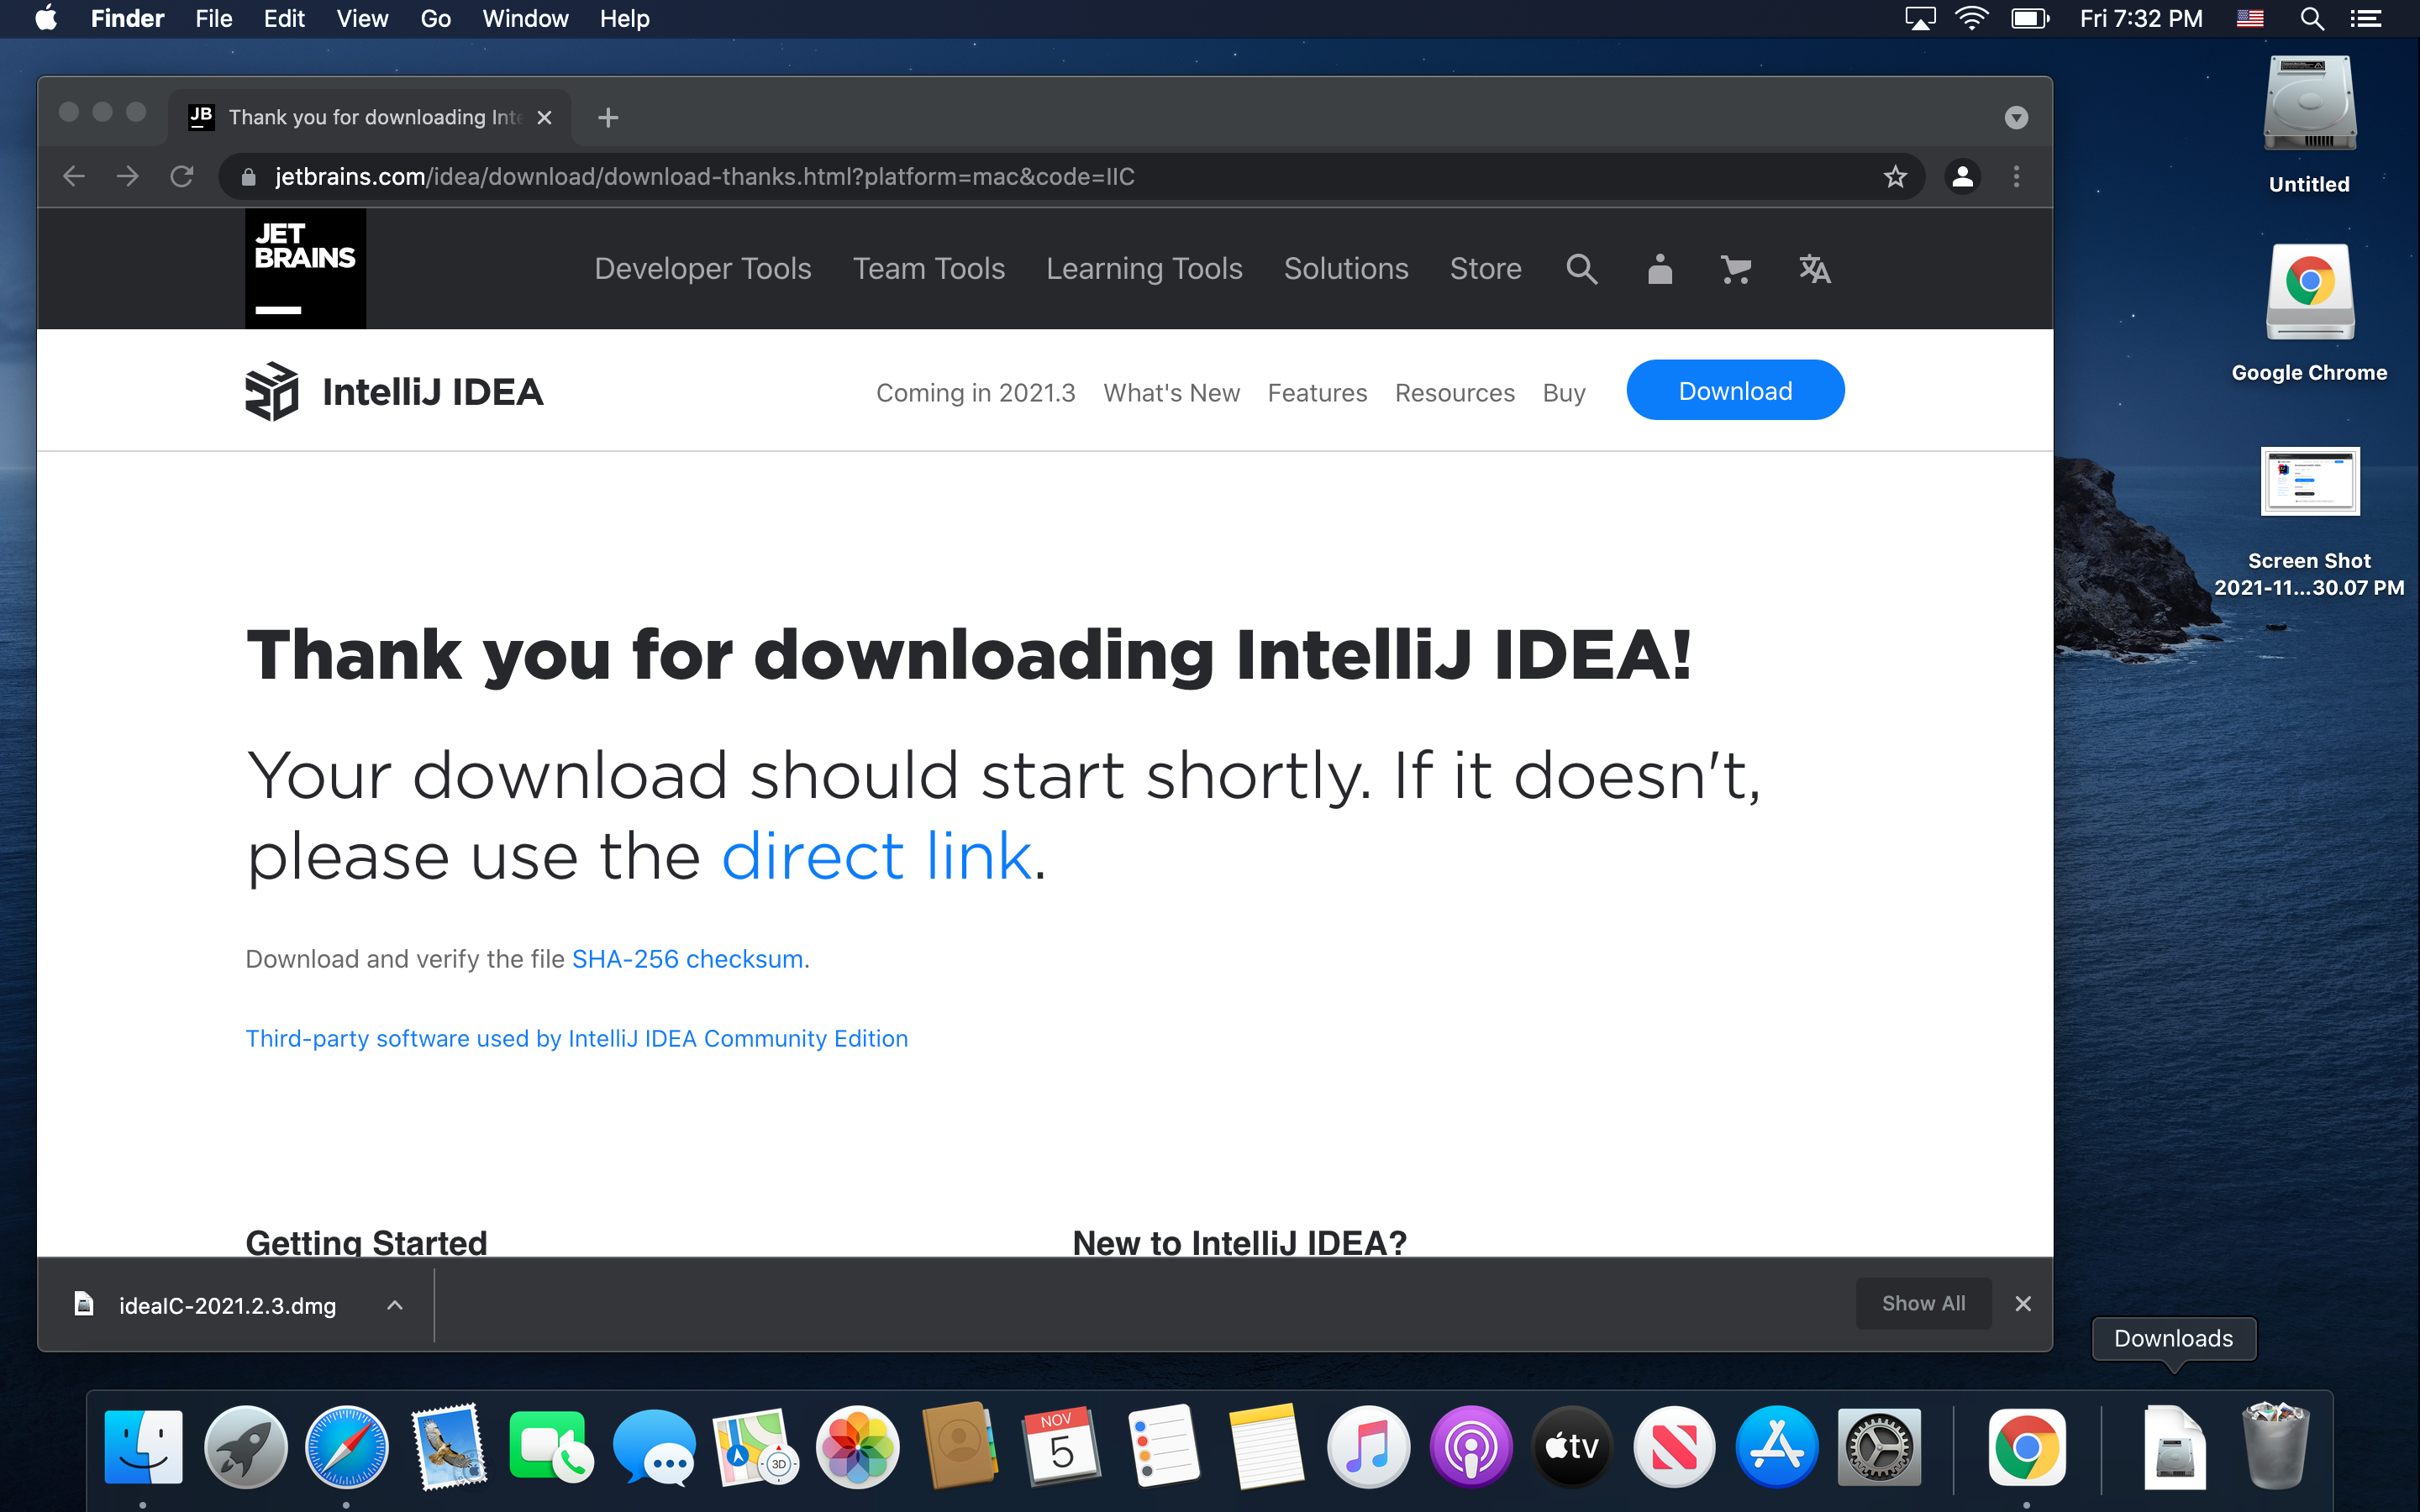 Finder File Edit View Go Window Help
Fri 7:32 PM
JB Thank you for downloading Inte
jetbrains.com/idea/download/download-thanks.html?platform=mac&code=IIC
Untitled
JET
BRAINS
Developer Tools Team Tools Learning Tools Solutions Store
Google Chrome
IntelliJ IDEA
Coming in 2021.3 What's New Features Resources Buy Download
Screen Shot
2021-11...30.07 PM
Thank you for downloading IntelliJ IDEA!
Your download should start shortly. If it doesn't,
please use the direct link.
Download and verify the file SHA-256 checksum.
Third-party software used by IntelliJ IDEA Community Edition
Getting Started
New to IntelliJ IDEA?
ideaIC-2021.2.3.dmg
Show All
Downloads
3D
NOV
5
tv